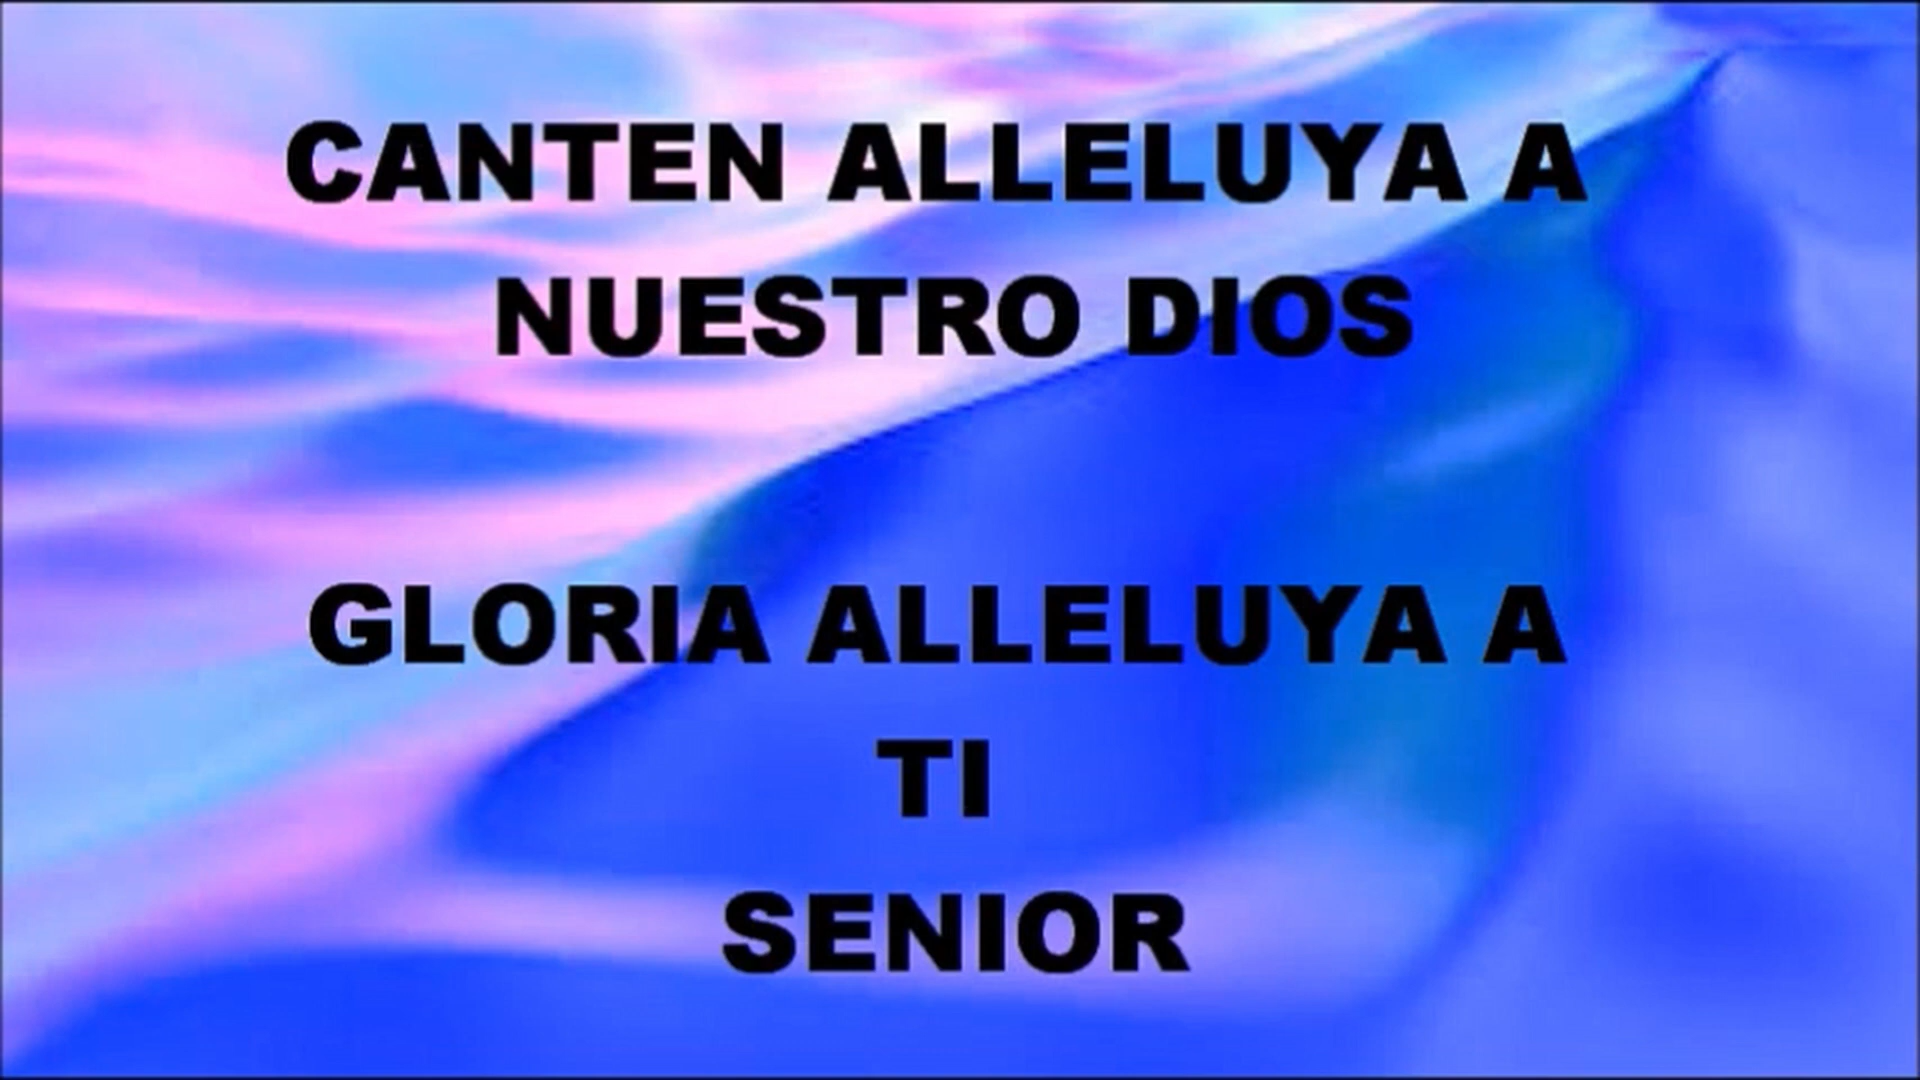 CANTEN ALLELUYA A
NUESTRO DIOS
GLORIA ALLELUYA A
TI
SENIOR